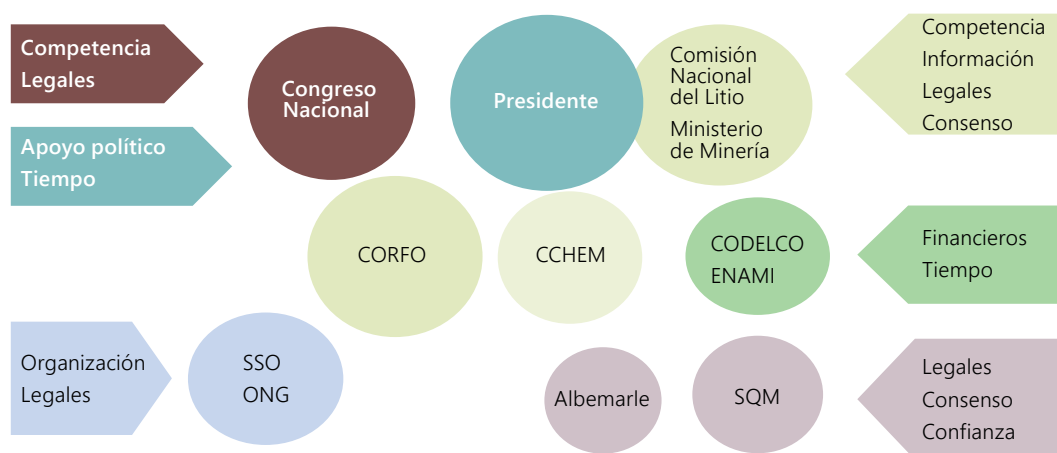 Competencia
Legales
Congreso
Nacional
Presidente
Comisión
Nacional
del Litio
Ministerio
de Minería
Competencia
Información
Legales
Consenso
Apoyo político
Tiempo
CORFO
CCHEM
CODELCO
ENAMI
Financieros
Tiempo
Organización
Legales
SSO
ONG
Albemarle
SQM
Legales
Consenso
Confianza